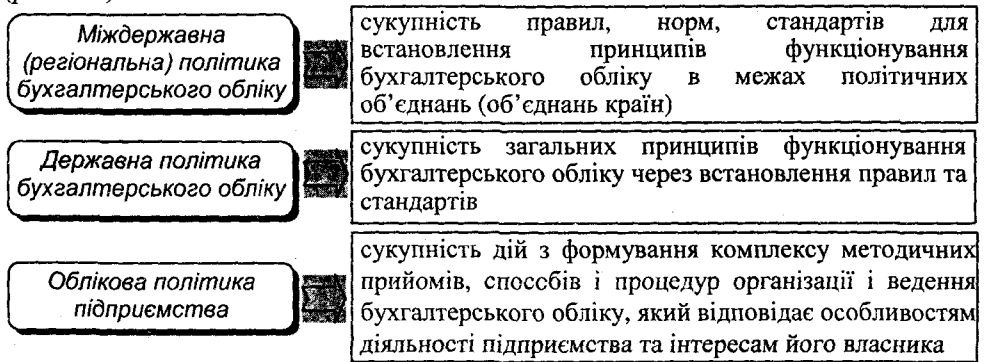 Міждержавна
(регіональна) політика
бухгалтерського обліку
сукупність правил, норм, стандартів для
встановлення принципів функціонування
бухгалтерського обліку в межах політичних
об’єднань (об’єднань країн)
Державна політика
бухгалтерського обліку
сукупність загальних принципів функціонування
бухгалтерського обліку через встановлення правил та
стандартів
Облікова політика
підприємства
сукупність дій з формування комплексу методичних
прийомів, способів і процедур організації і ведення
бухгалтерського обліку, який відповідає особливостям
діяльності підприємства та інтересам його власника